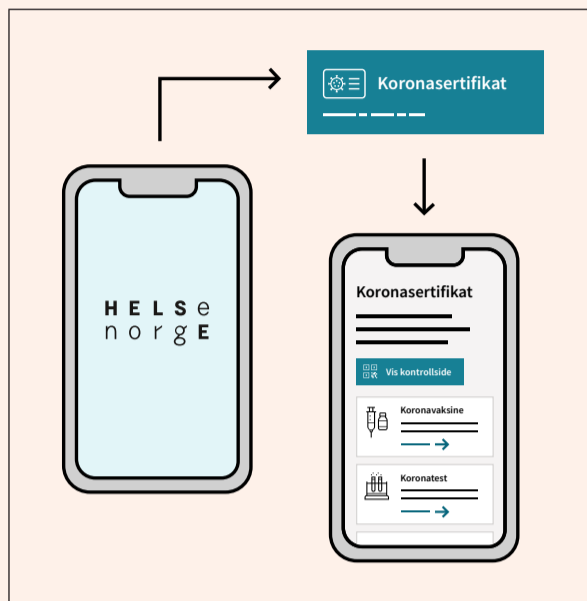 Koronasertifikat
HELSe
norgE
Koronasertifikat
Vis kontrollside
Koronavaksine
Koronatest